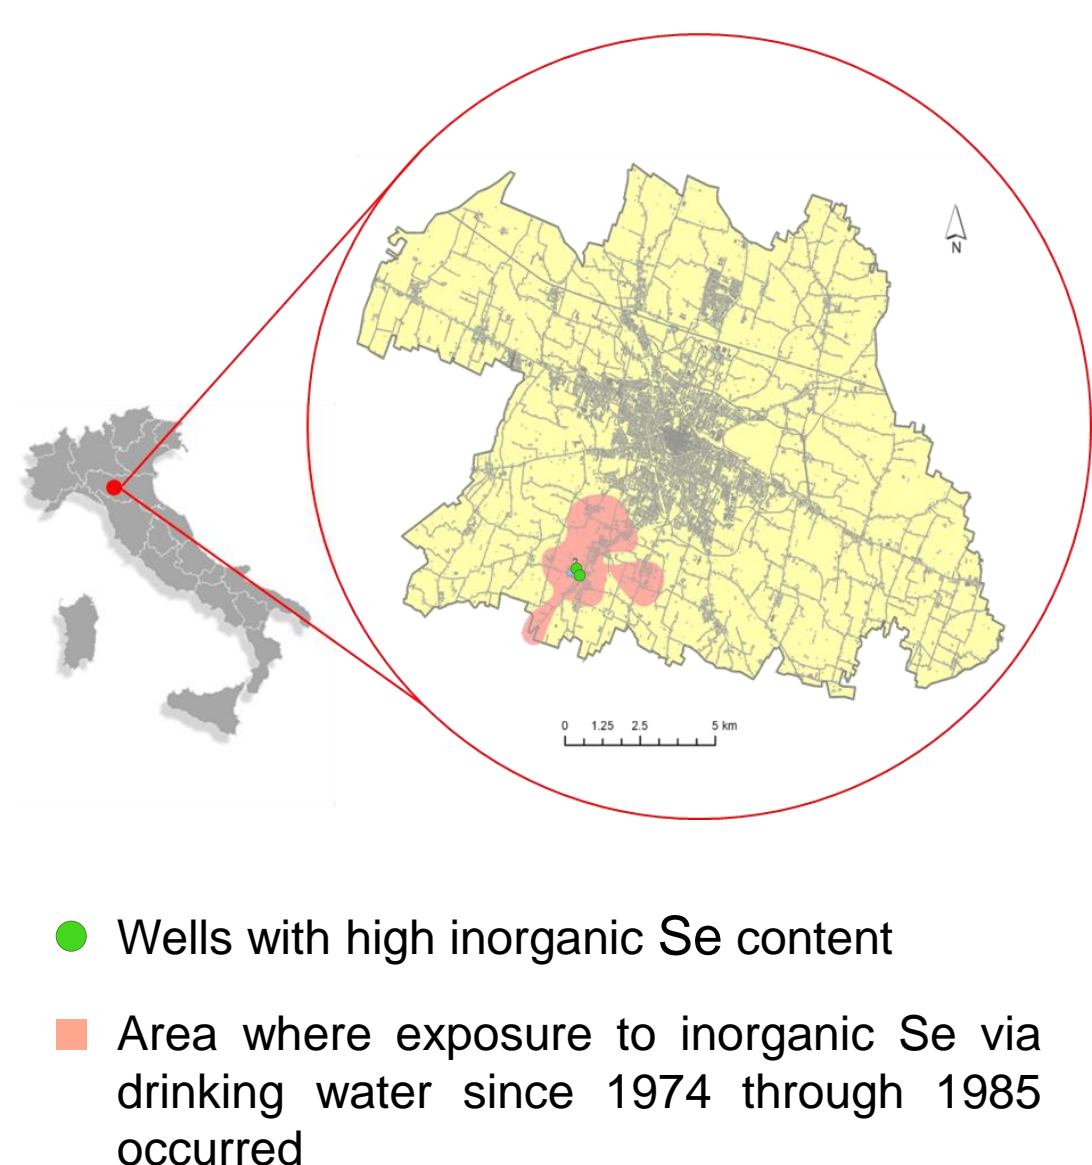 N
0 1.25 2.5 5 km
Wells with high inorganic Se content
Area where exposure to inorganic Se via
drinking water since 1974 through 1985
occurred